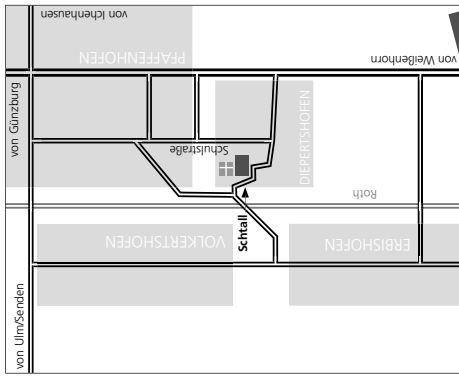 von Ichenhausen
PFAFFENHOFEN
von Weißenhorn
von Günzburg
DIEPERTSHOFEN
Schulstraße
Roth
Schtall
VOLKERTSHOFEN
ERBISHOFEN
von Ulm/Senden